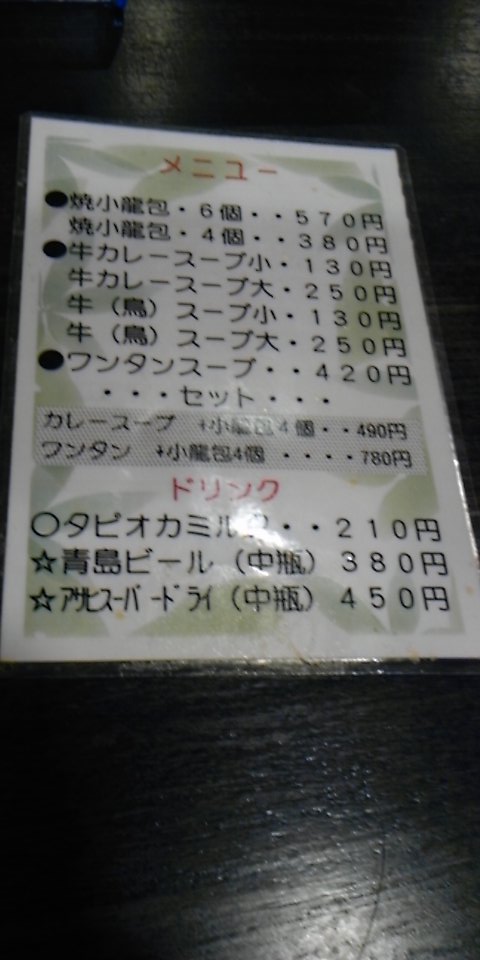 メニュー
●焼小龍包・６個・・５７０円
焼小龍包・４個・・３８０円
●牛カレースープ小・１３０円
牛カレースープ大・２５０円
牛（鳥）スープ小・１３０円
牛（鳥）スープ大・２５０円
●ワンタンスープ・・４２０円
・・・セット・・・
カレースープ +小龍包4個・・490円
ワンタン +小龍包4個 ・・・・780円
ドリンク
○タピオカミルク・・２１０円
☆青島ビール（中瓶）３８０円
☆ｱｻﾋｽｰﾊﾟｰﾄﾞﾗｲ（中瓶）４５０円